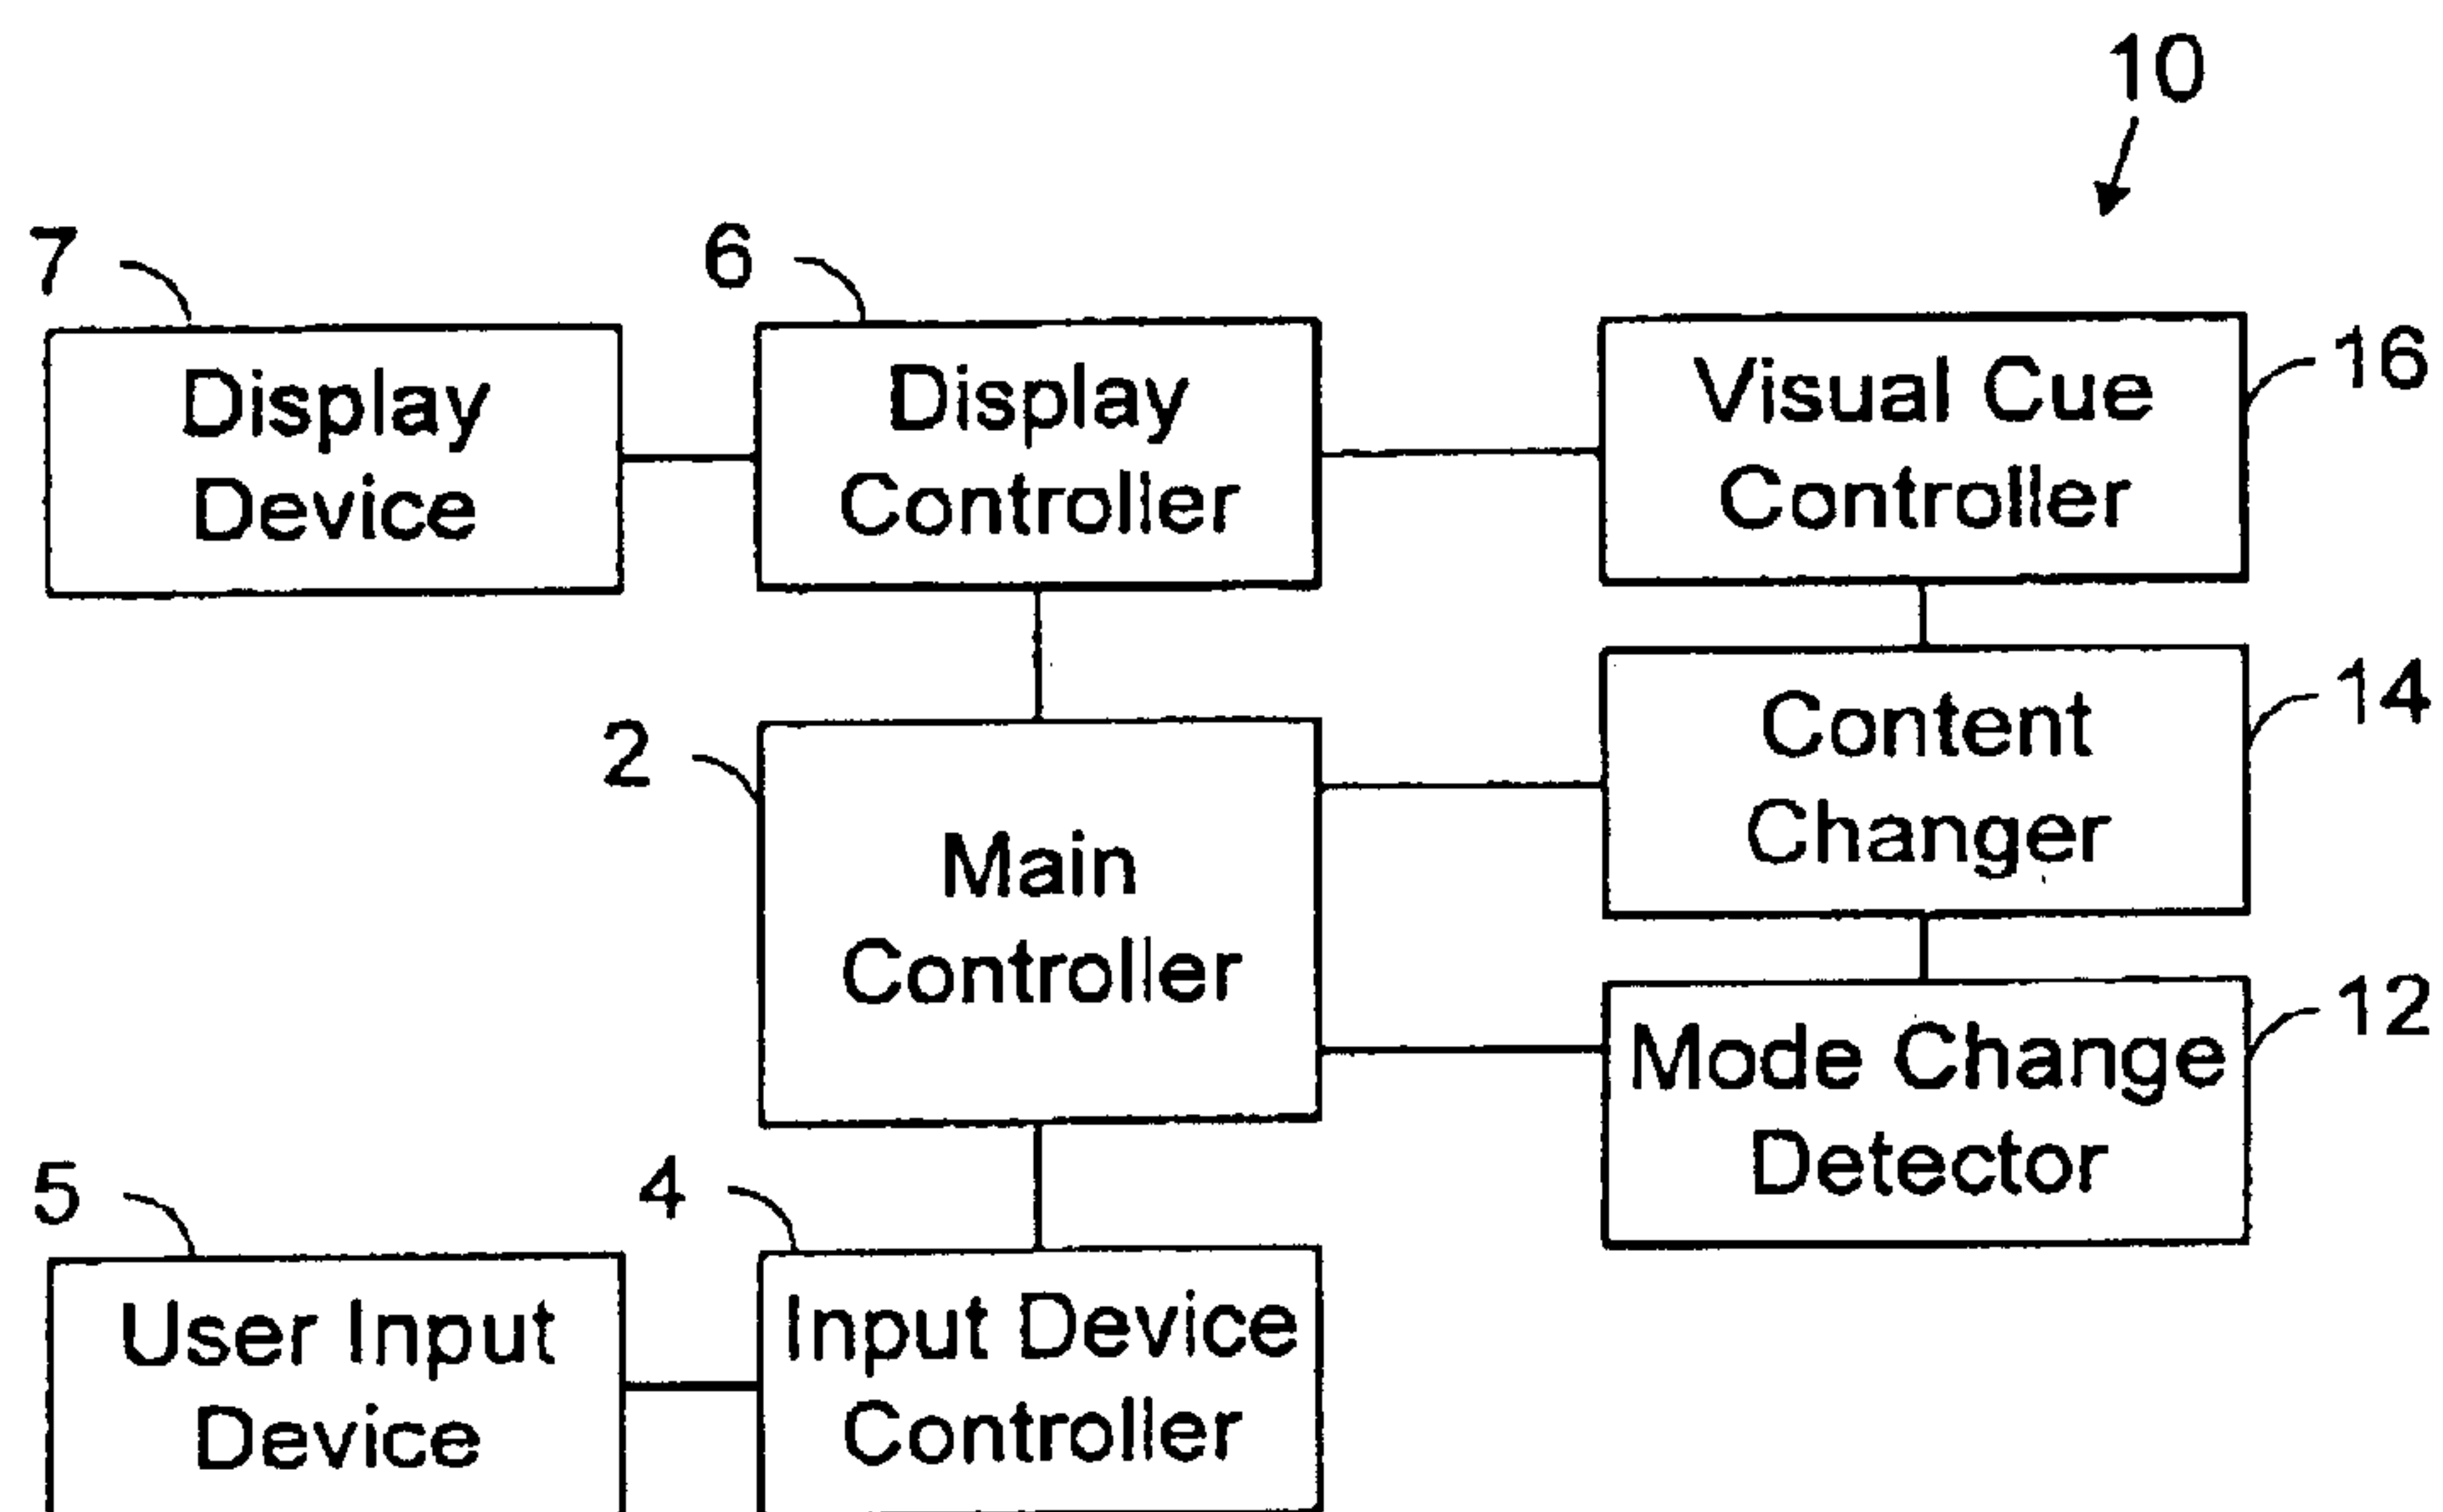 10
7
6
Display
Device
Display
Controller
Visual Cue
Controller
16
2
Main
Controller
Content
Changer
14
Mode Change
Detector
12
5
4
User Input
Device
Input Device
Controller